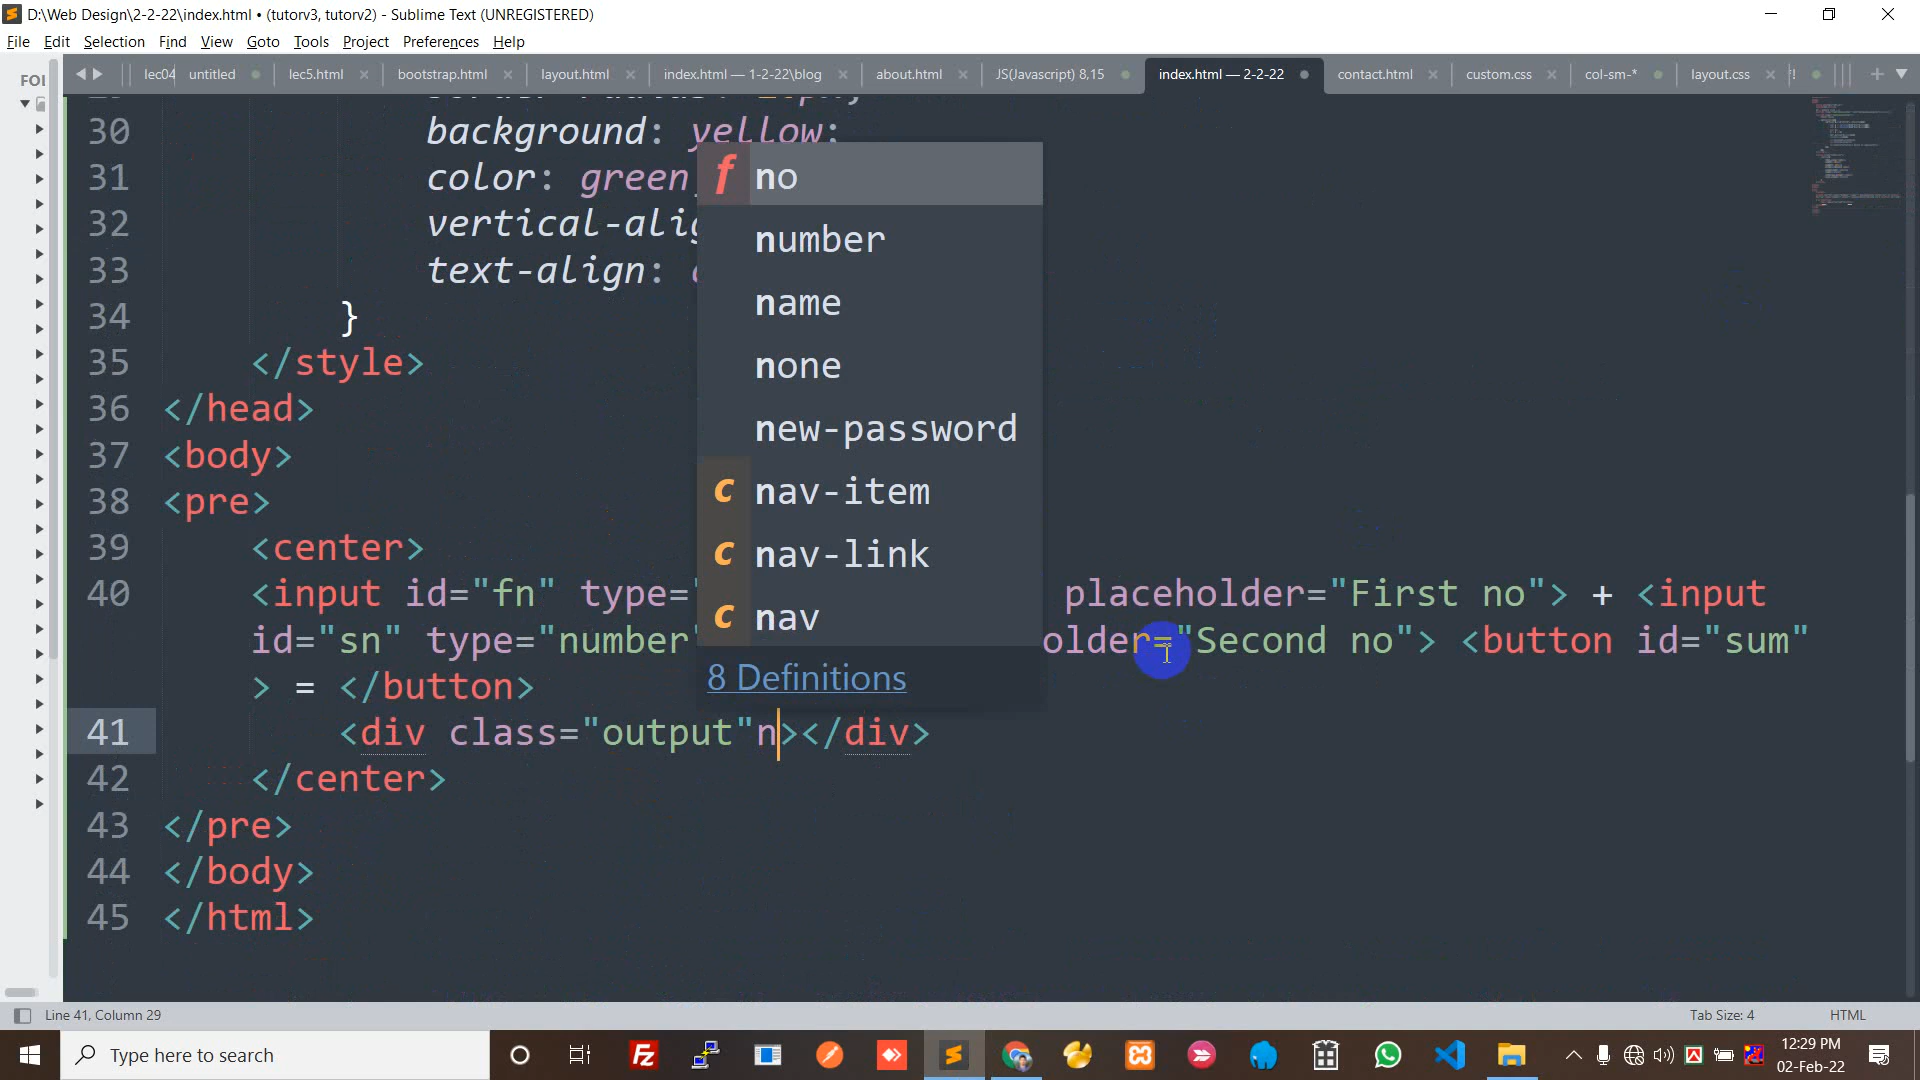 D:\Web Design\2-2-22\index.html • (tutorv3, tutorv2) - Sublime Text (UNREGISTERED)
File Edit Selection Find View Goto Tools Project Preferences Help
FOI
lec04 untitled lec5.html bootstrap.html layout.html index.html — 1-2-22\blog about.html JS(Javascript) 8,15 index.html — 2-2-22 contact.html custom.css col-sm-* layout.css
30 background: yellow;
31 color: green
32 vertical-alig
33 text-align:
34 }
35 </style>
36 </head>
37 <body>
38 <pre>
39 <center>
40 <input id="fn" type=" placeholder="First no"> + <input
id="sn" type="number" older="Second no"> <button id="sum"
> = </button>
41 <div class="output"n></div>
42 </center>
43 </pre>
44 </body>
45 </html>
f no
number
name
none
new-password
c nav-item
c nav-link
c nav
8 Definitions
Line 41, Column 29 Tab Size: 4 HTML
Type here to search
12:29 PM
02-Feb-22